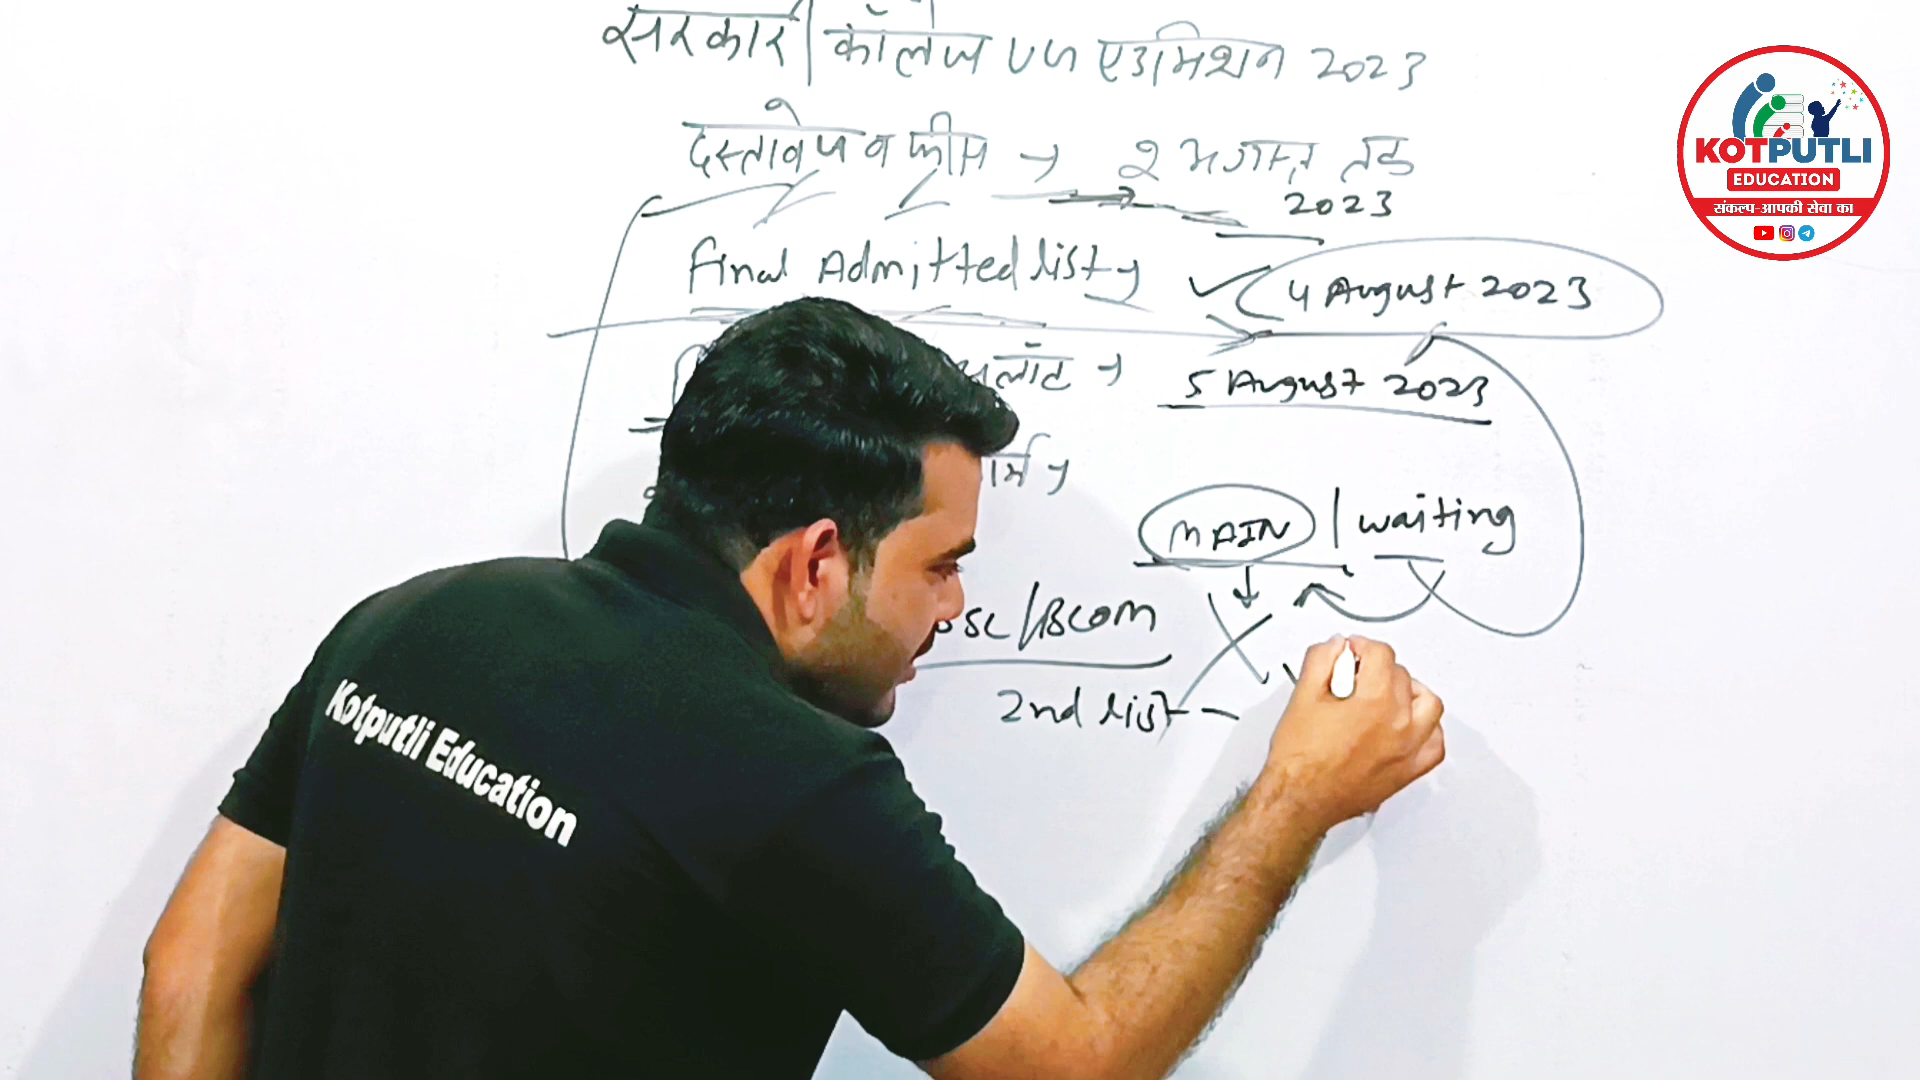 सरकारी कॉलेज UG एडमिशन 2023
दस्तावेज व फीस → 2 अगस्त तक
2023
Final Admitted list → 4 August 2023
अलॉट → 5 August 2023
MAIN | waiting
BSC/BCOM
2nd list -
Kotputli Education
KOTPUTLI
EDUCATION
संकल्प-आपकी सेवा का